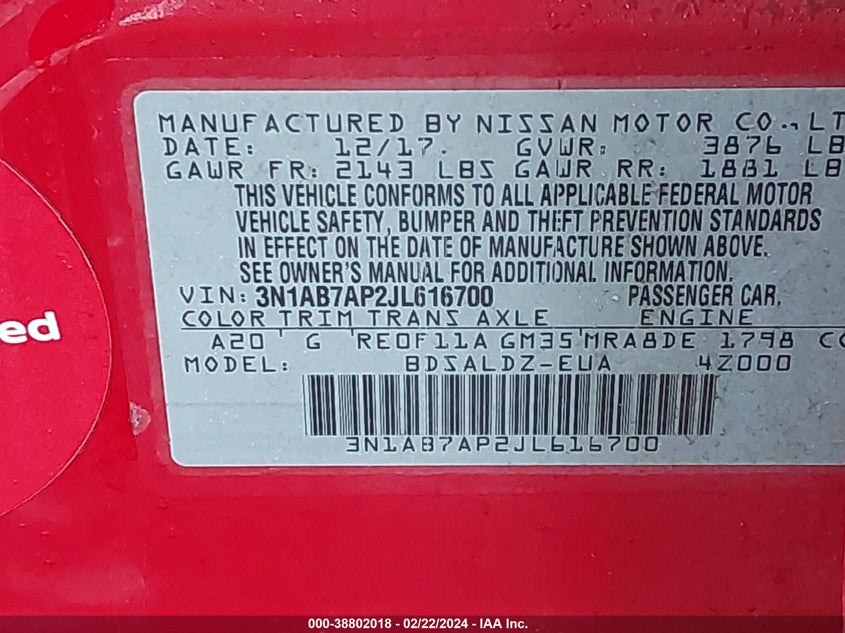 MANUFACTURED BY NISSAN MOTOR CO., LT
DATE: 12/17. GVWR: 3876 LB
GAWR FR: 2143 LBS GAWR RR: 1881 LB
THIS VEHICLE CONFORMS TO ALL APPLICABLE FEDERAL MOTOR
VEHICLE SAFETY, BUMPER AND THEFT PREVENTION STANDARDS
IN EFFECT ON THE DATE OF MANUFACTURE SHOWN ABOVE.
SEE OWNER'S MANUAL FOR ADDITIONAL INFORMATION.
VIN: 3N1AB7AP2JL616700 PASSENGER CAR.
COLOR TRIM TRANS AXLE ENGINE
A20 G RE0F11A GM35 MRA8DE 1798 CC
MODEL: BDSALDZ-EUA 4Z000
3N1AB7AP2JL616700
ed
000-38802018 - 02/22/2024 - IAA Inc.